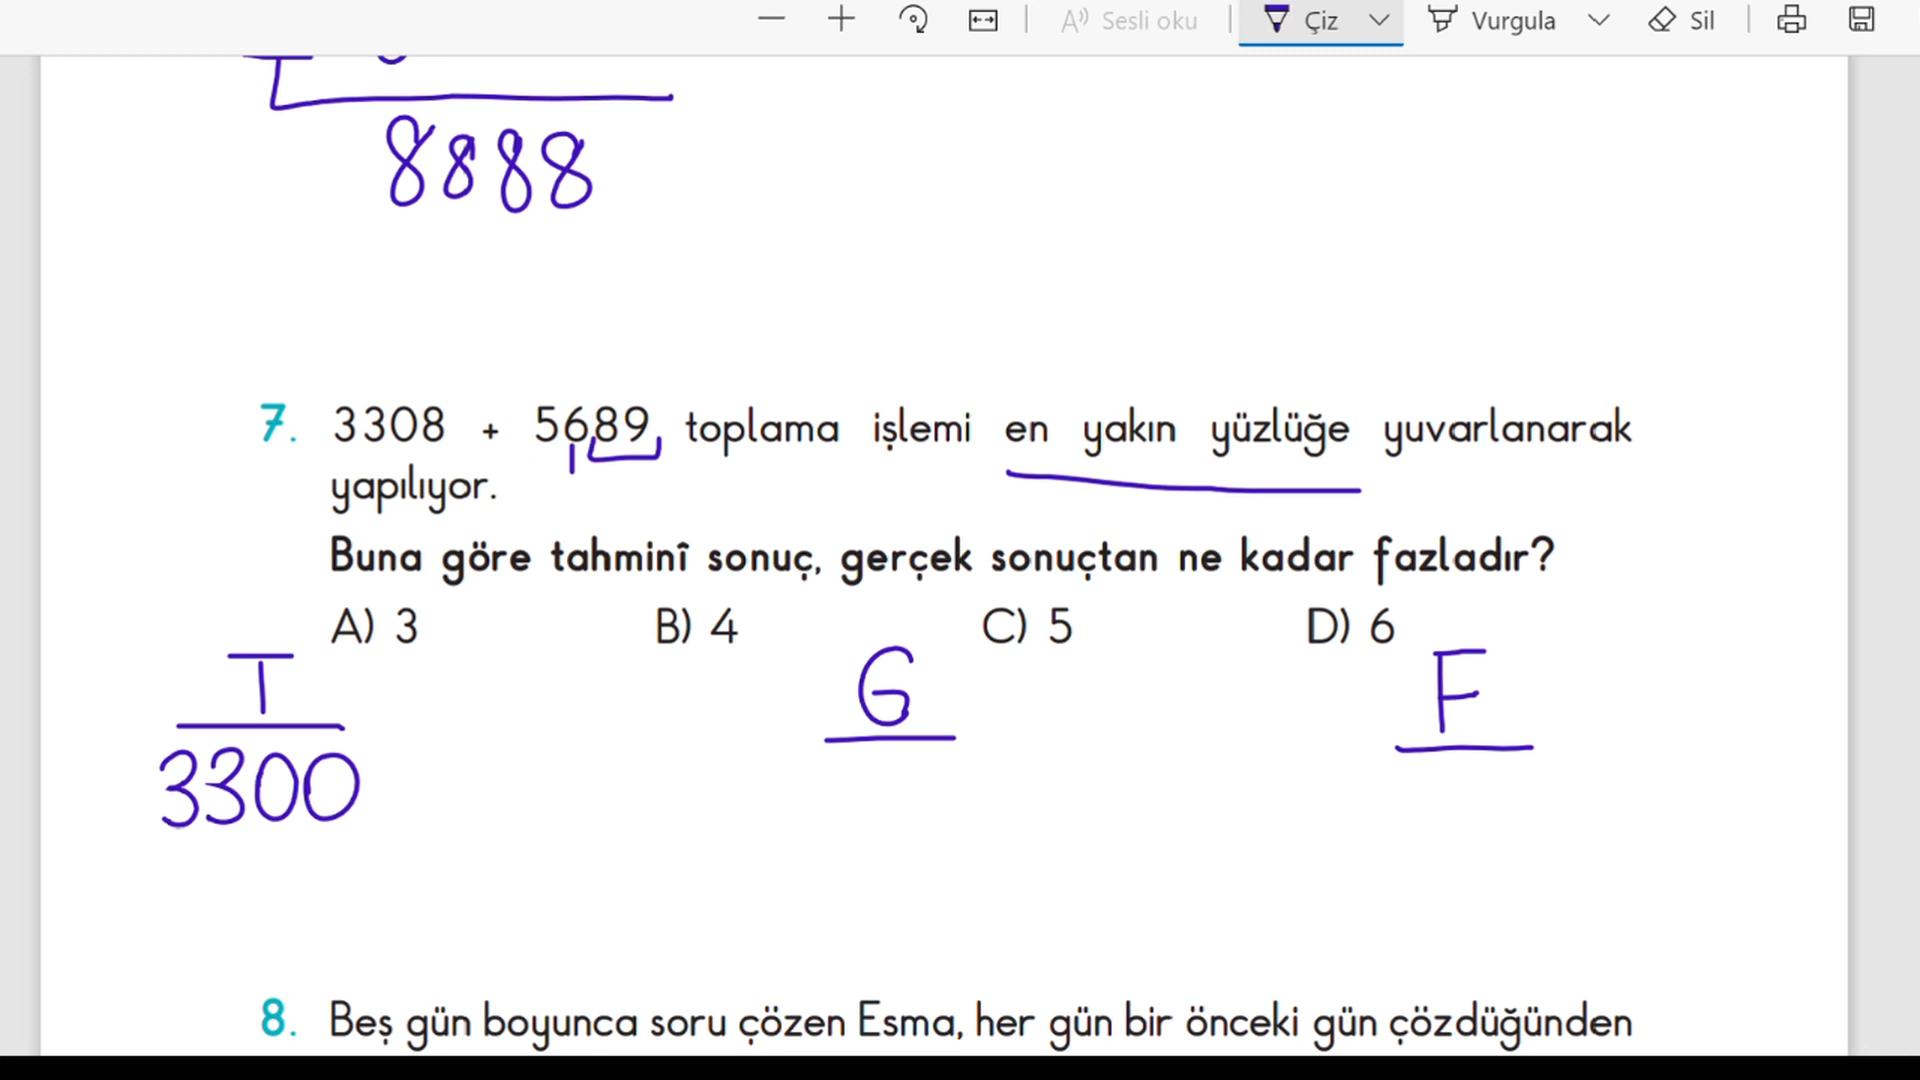 Sesli oku Çiz Vurgula Sil
8888
7. 3308 + 5689 toplama işlemi en yakın yüzlüğe yuvarlanarak
yapılıyor.
Buna göre tahminî sonuç, gerçek sonuçtan ne kadar fazladır?
A) 3 B) 4 C) 5 D) 6
T G F
3300
8. Beş gün boyunca soru çözen Esma, her gün bir önceki gün çözdüğünden